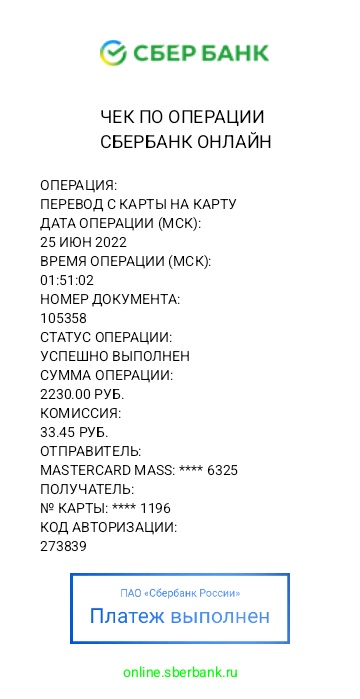 СБЕР БАНК
ЧЕК ПО ОПЕРАЦИИ
СБЕРБАНК ОНЛАЙН
ОПЕРАЦИЯ:
ПЕРЕВОД С КАРТЫ НА КАРТУ
ДАТА ОПЕРАЦИИ (МСК):
25 ИЮН 2022
ВРЕМЯ ОПЕРАЦИИ (МСК):
01:51:02
НОМЕР ДОКУМЕНТА:
105358
СТАТУС ОПЕРАЦИИ:
УСПЕШНО ВЫПОЛНЕН
СУММА ОПЕРАЦИИ:
2230.00 РУБ.
КОМИССИЯ:
33.45 РУБ.
ОТПРАВИТЕЛЬ:
MASTERCARD MASS: **** 6325
ПОЛУЧАТЕЛЬ:
№ КАРТЫ: **** 1196
КОД АВТОРИЗАЦИИ:
273839
ПАО «Сбербанк России»
Платеж выполнен
online.sberbank.ru